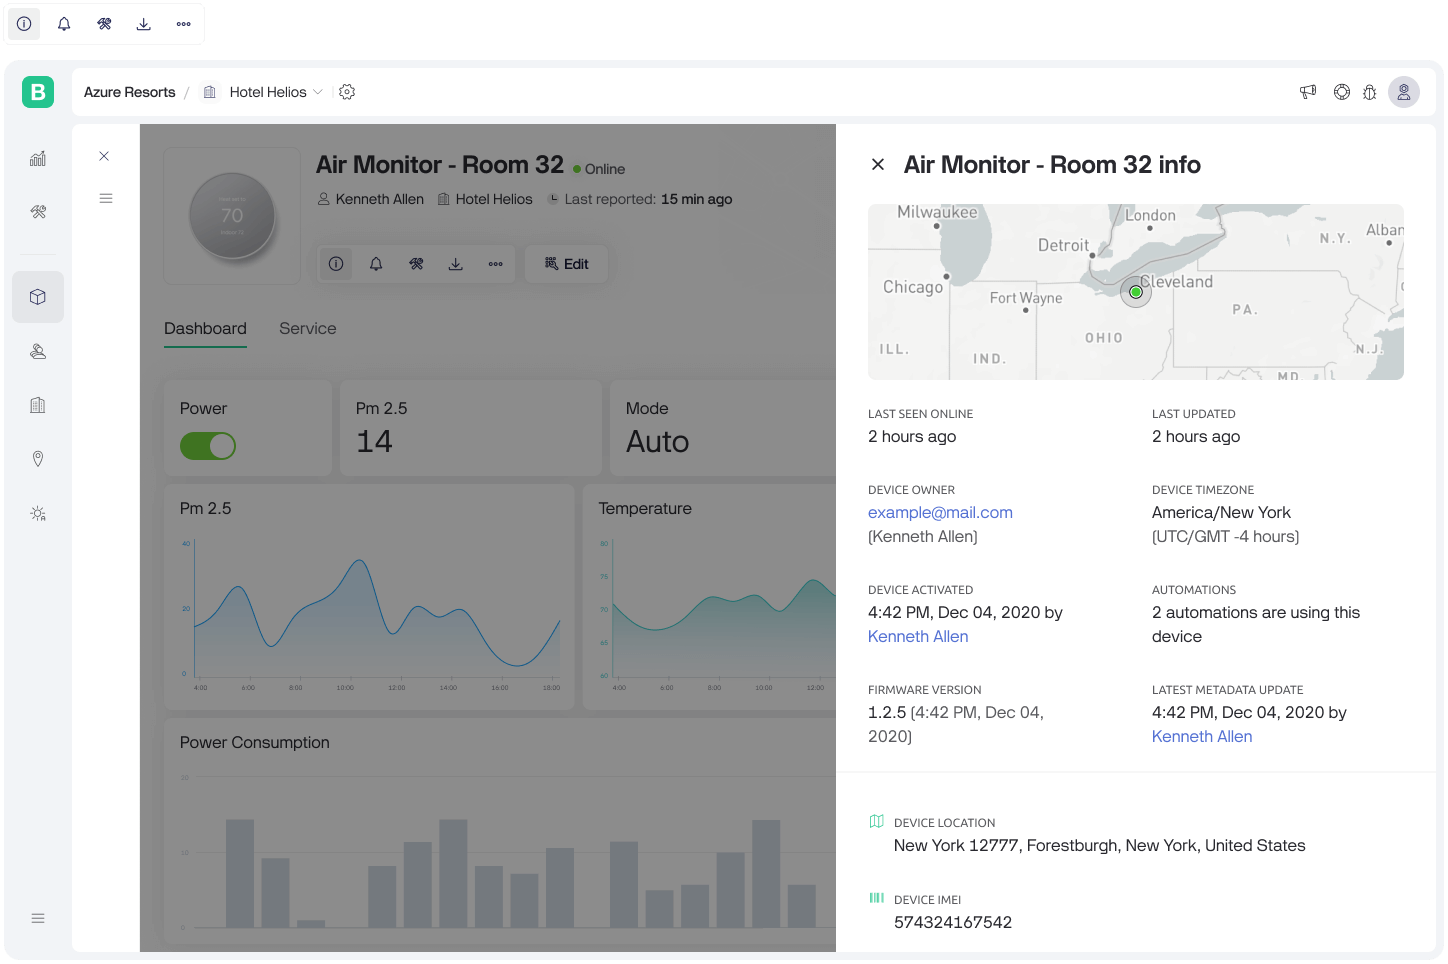 B
Azure Resorts / Hotel Helios
Air Monitor - Room 32 Online
Kenneth Allen Hotel Helios Last reported: 15 min ago
70
Edit
Dashboard Service
Power
Pm 2.5
14
Mode
Auto
Pm 2.5
40
20
0
4:00 6:00 8:00 10:00 12:00 14:00 16:00 18:00
Temperature
80
75
70
65
60
4:00 6:00 8:00 10:00 12:00
Power Consumption
20
10
0
Air Monitor - Room 32 info
Milwaukee
London
Detroit
N.Y.
Alban
Chicago
Fort Wayne
Cleveland
PA.
OHIO
ILL.
IND.
N.J.
MD
LAST SEEN ONLINE
2 hours ago
LAST UPDATED
2 hours ago
DEVICE OWNER
example@mail.com
(Kenneth Allen)
DEVICE TIMEZONE
America/New York
(UTC/GMT -4 hours)
DEVICE ACTIVATED
4:42 PM, Dec 04, 2020 by
Kenneth Allen
AUTOMATIONS
2 automations are using this
device
FIRMWARE VERSION
1.2.5 (4:42 PM, Dec 04,
2020)
LATEST METADATA UPDATE
4:42 PM, Dec 04, 2020 by
Kenneth Allen
DEVICE LOCATION
New York 12777, Forestburgh, New York, United States
DEVICE IMEI
574324167542